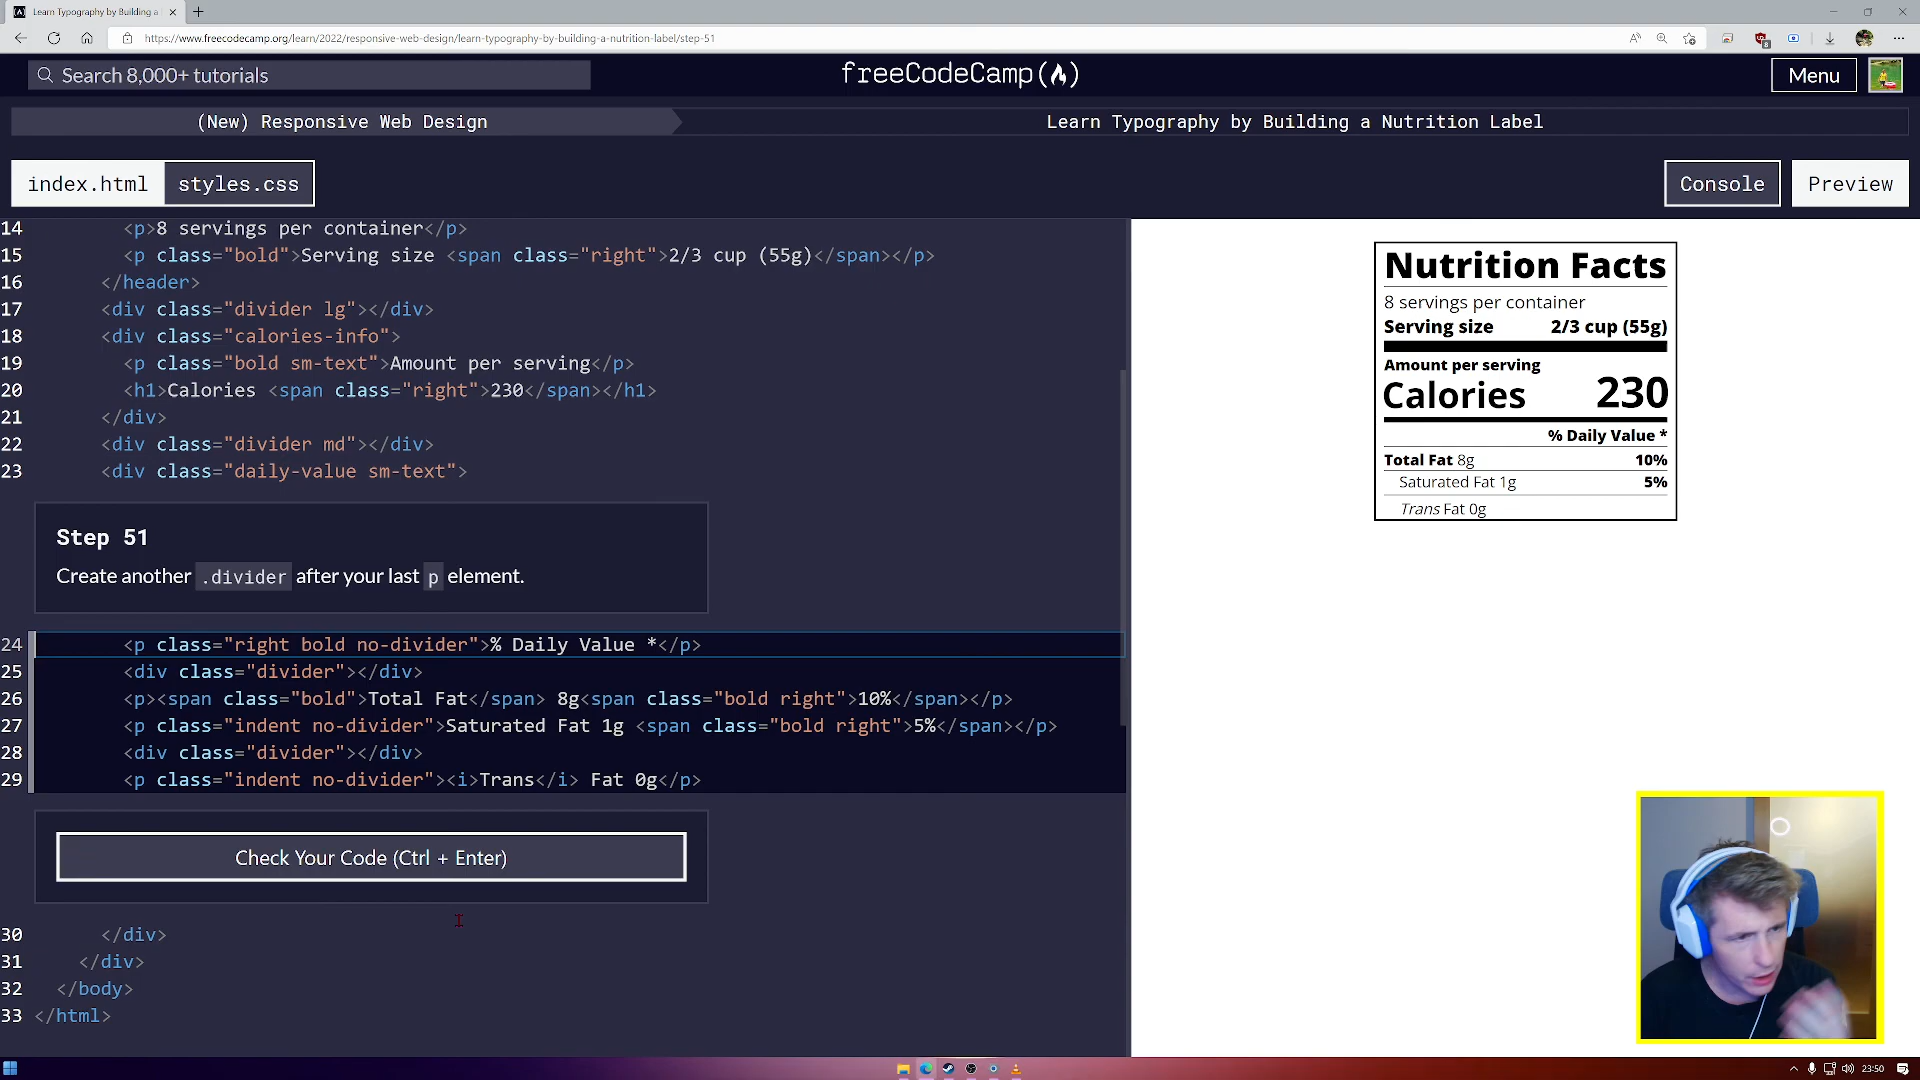 Learn Typography by Building a
https://www.freecodecamp.org/learn/2022/responsive-web-design/learn-typography-by-building-a-nutrition-label/step-51
Search 8,000+ tutorials
freeCodeCamp
Menu
(New) Responsive Web Design
Learn Typography by Building a Nutrition Label
index.html
styles.css
Console
Preview
14 <p>8 servings per container</p>
15 <p class="bold">Serving size <span class="right">2/3 cup (55g)</span></p>
16 </header>
17 <div class="divider lg"></div>
18 <div class="calories-info">
19 <p class="bold sm-text">Amount per serving</p>
20 <h1>Calories <span class="right">230</span></h1>
21 </div>
22 <div class="divider md"></div>
23 <div class="daily-value sm-text">
Step 51
Create another .divider after your last p element.
24 <p class="right bold no-divider">% Daily Value *</p>
25 <div class="divider"></div>
26 <p><span class="bold">Total Fat</span> 8g<span class="bold right">10%</span></p>
27 <p class="indent no-divider">Saturated Fat 1g <span class="bold right">5%</span></p>
28 <div class="divider"></div>
29 <p class="indent no-divider"><i>Trans</i> Fat 0g</p>
Check Your Code (Ctrl + Enter)
30 </div>
31 </div>
32 </body>
33 </html>
Nutrition Facts
8 servings per container
Serving size 2/3 cup (55g)
Amount per serving
Calories 230
% Daily Value *
Total Fat 8g 10%
Saturated Fat 1g 5%
Trans Fat 0g
23:50